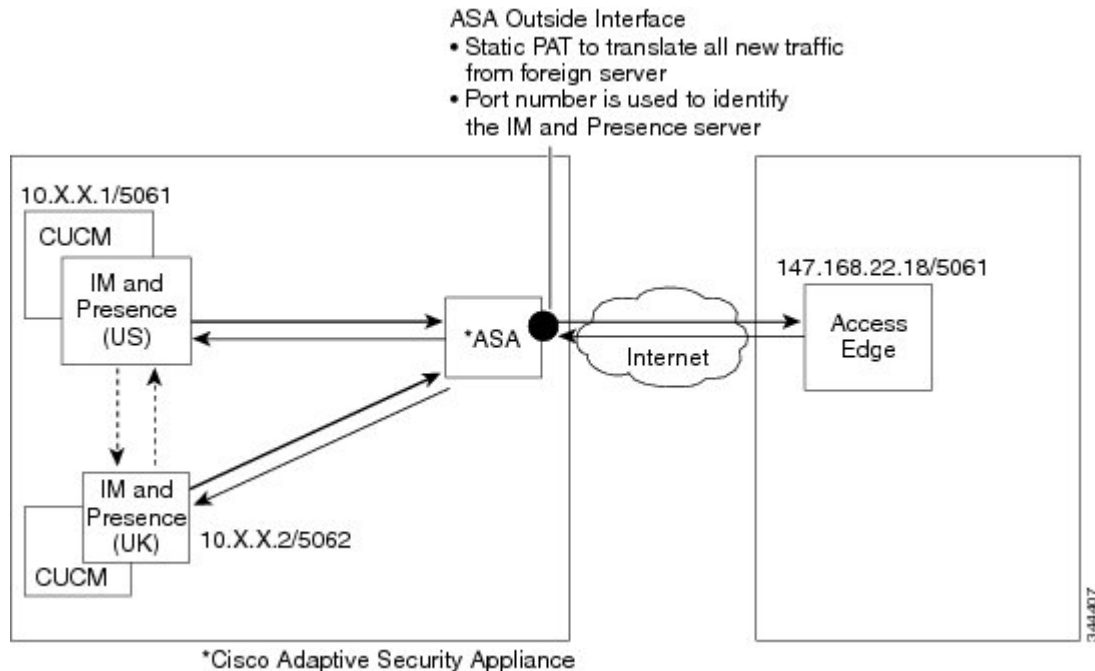 ASA Outside Interface
• Static PAT to translate all new traffic
from foreign server
• Port number is used to identify
the IM and Presence server
10.X.X.1/5061
CUCM
IM and
Presence
(US)
*ASA
Internet
147.168.22.18/5061
Access
Edge
IM and
Presence
(UK)
10.X.X.2/5062
CUCM
*Cisco Adaptive Security Appliance
344407